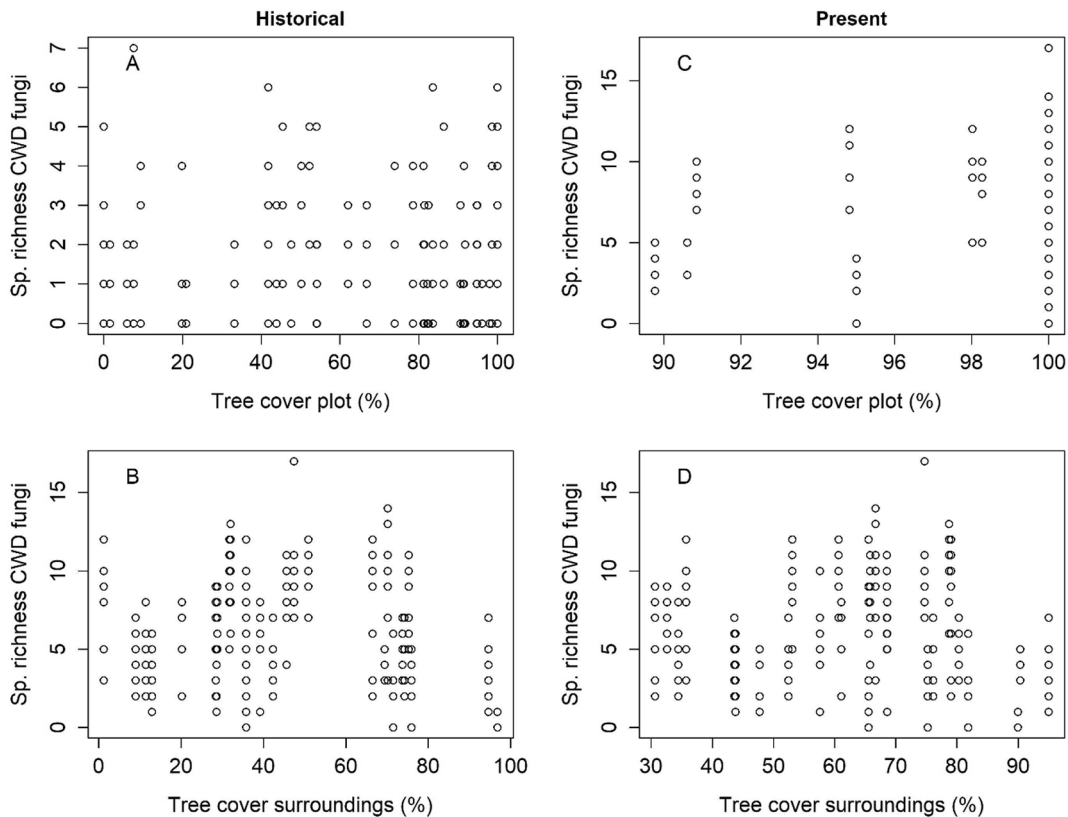 Historical
Present
A
Sp. richness CWD fungi
0 1 2 3 4 5 6 7
0 20 40 60 80 100
Tree cover plot (%)
C
Sp. richness CWD fungi
0 5 10 15
90 92 94 96 98 100
Tree cover plot (%)
B
Sp. richness CWD fungi
0 5 10 15
0 20 40 60 80 100
Tree cover surroundings (%)
D
Sp. richness CWD fungi
0 5 10 15
30 40 50 60 70 80 90
Tree cover surroundings (%)